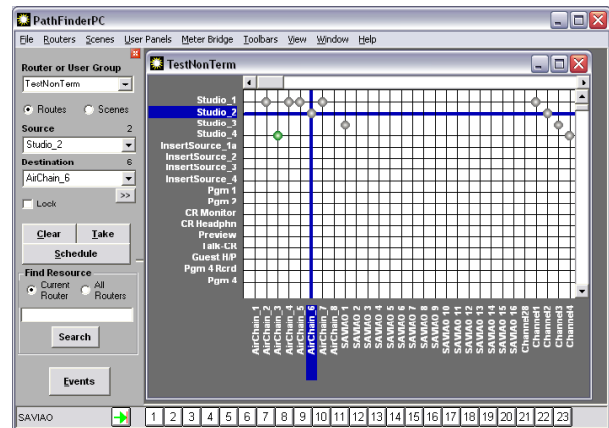 PathFinderPC
File Routers Scenes User Panels Meter Bridge Toolbars View Window Help
Router or User Group
TestNonTerm
Routes Scenes
Source 2
Studio_2
Destination 6
AirChain_6
>>
Lock
Clear Take
Schedule
Find Resource
Current Router All Routers
Search
Events
TestNonTerm
Studio_1
Studio_2
Studio_3
Studio_4
InsertSource_1a
InsertSource_2
InsertSource_3
InsertSource_4
Pgm 1
Pgm 2
CR Monitor
CR Headphn
Preview
Talk-CR
Guest H/P
Pgm 4 Rcrd
Pgm 4
AirChain_1
AirChain_2
AirChain_3
AirChain_4
AirChain_5
AirChain_6
AirChain_7
AirChain_8
SAVIAO 1
SAVIAO 2
SAVIAO 3
SAVIAO 4
SAVIAO 5
SAVIAO 6
SAVIAO 7
SAVIAO 8
SAVIAO 9
SAVIAO 10
SAVIAO 11
SAVIAO 12
SAVIAO 13
SAVIAO 14
SAVIAO 15
SAVIAO 16
Channel28
Channel1
Channel2
Channel3
Channel4
SAVIAO 1 2 3 4 5 6 7 8 9 10 11 12 13 14 15 16 17 18 19 20 21 22 23